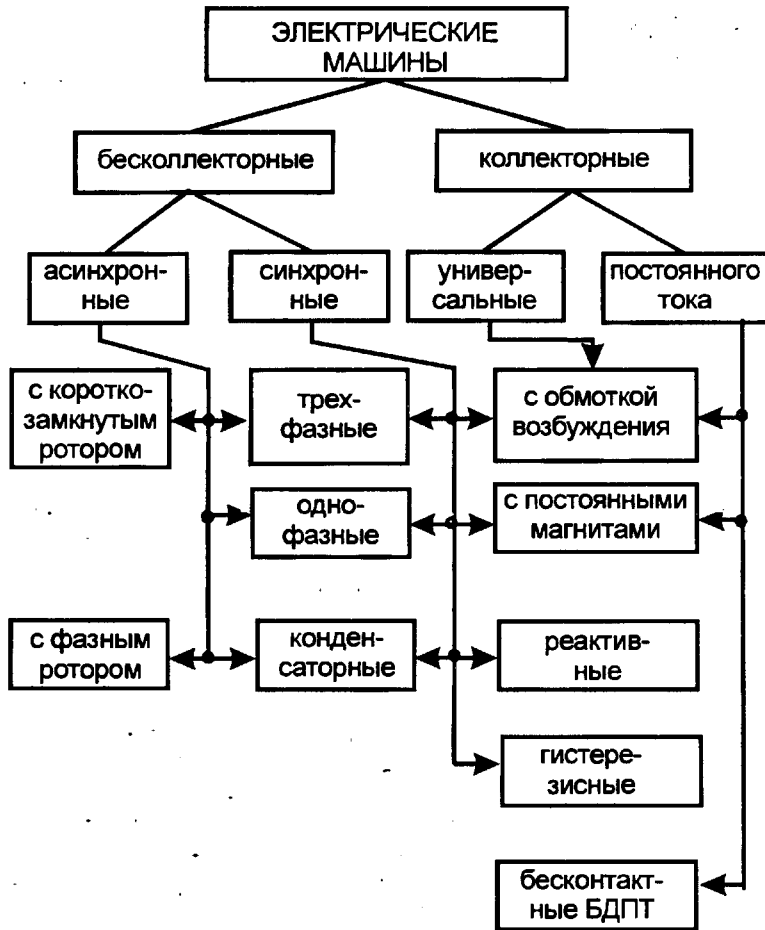 ЭЛЕКТРИЧЕСКИЕ
МАШИНЫ
бесколлекторные
коллекторные
асинхрон-
ные
синхрон-
ные
универ-
сальные
постоянного
тока
с коротко-
замкнутым
ротором
трех-
фазные
с обмоткой
возбуждения
одно-
фазные
с постоянными
магнитами
с фазным
ротором
конден-
саторные
реактив-
ные
гистере-
зисные
бесконтакт-
ные БДПТ